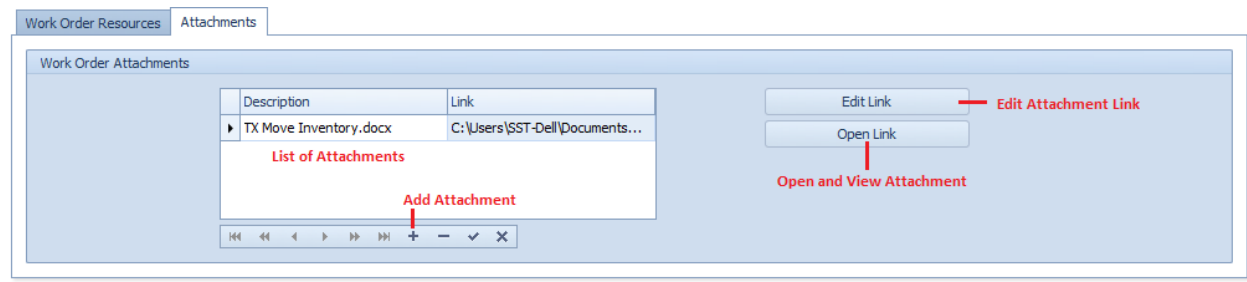 Work Order Resources Attachments
Work Order Attachments
Description Link Edit Link Edit Attachment Link
TX Move Inventory.docx C:\Users\SST-Dell\Documents... Open Link
List of Attachments
Open and View Attachment
Add Attachment